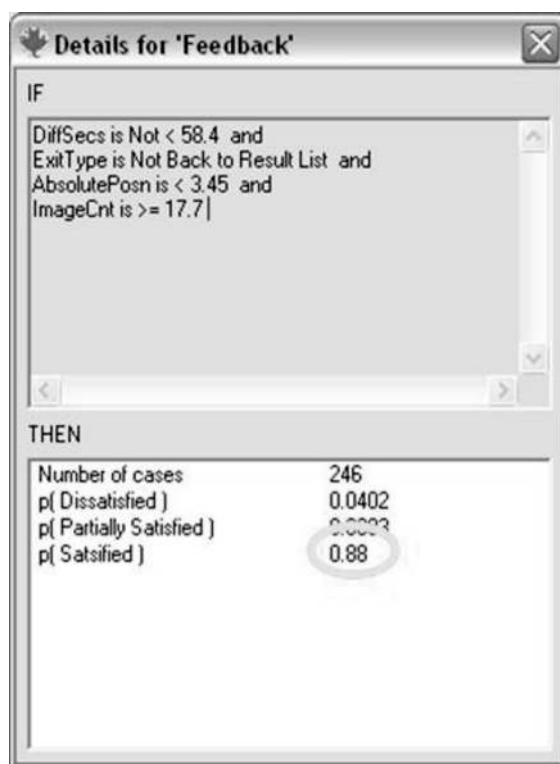 Details for 'Feedback'
IF
DiffSecs is Not < 58.4 and
ExitType is Not Back to Result List and
AbsolutePosn is < 3.45 and
ImageCnt is >= 17.7
THEN
Number of cases 246
p( Dissatisfied ) 0.0402
p( Partially Satisfied )
p( Satsified ) 0.88